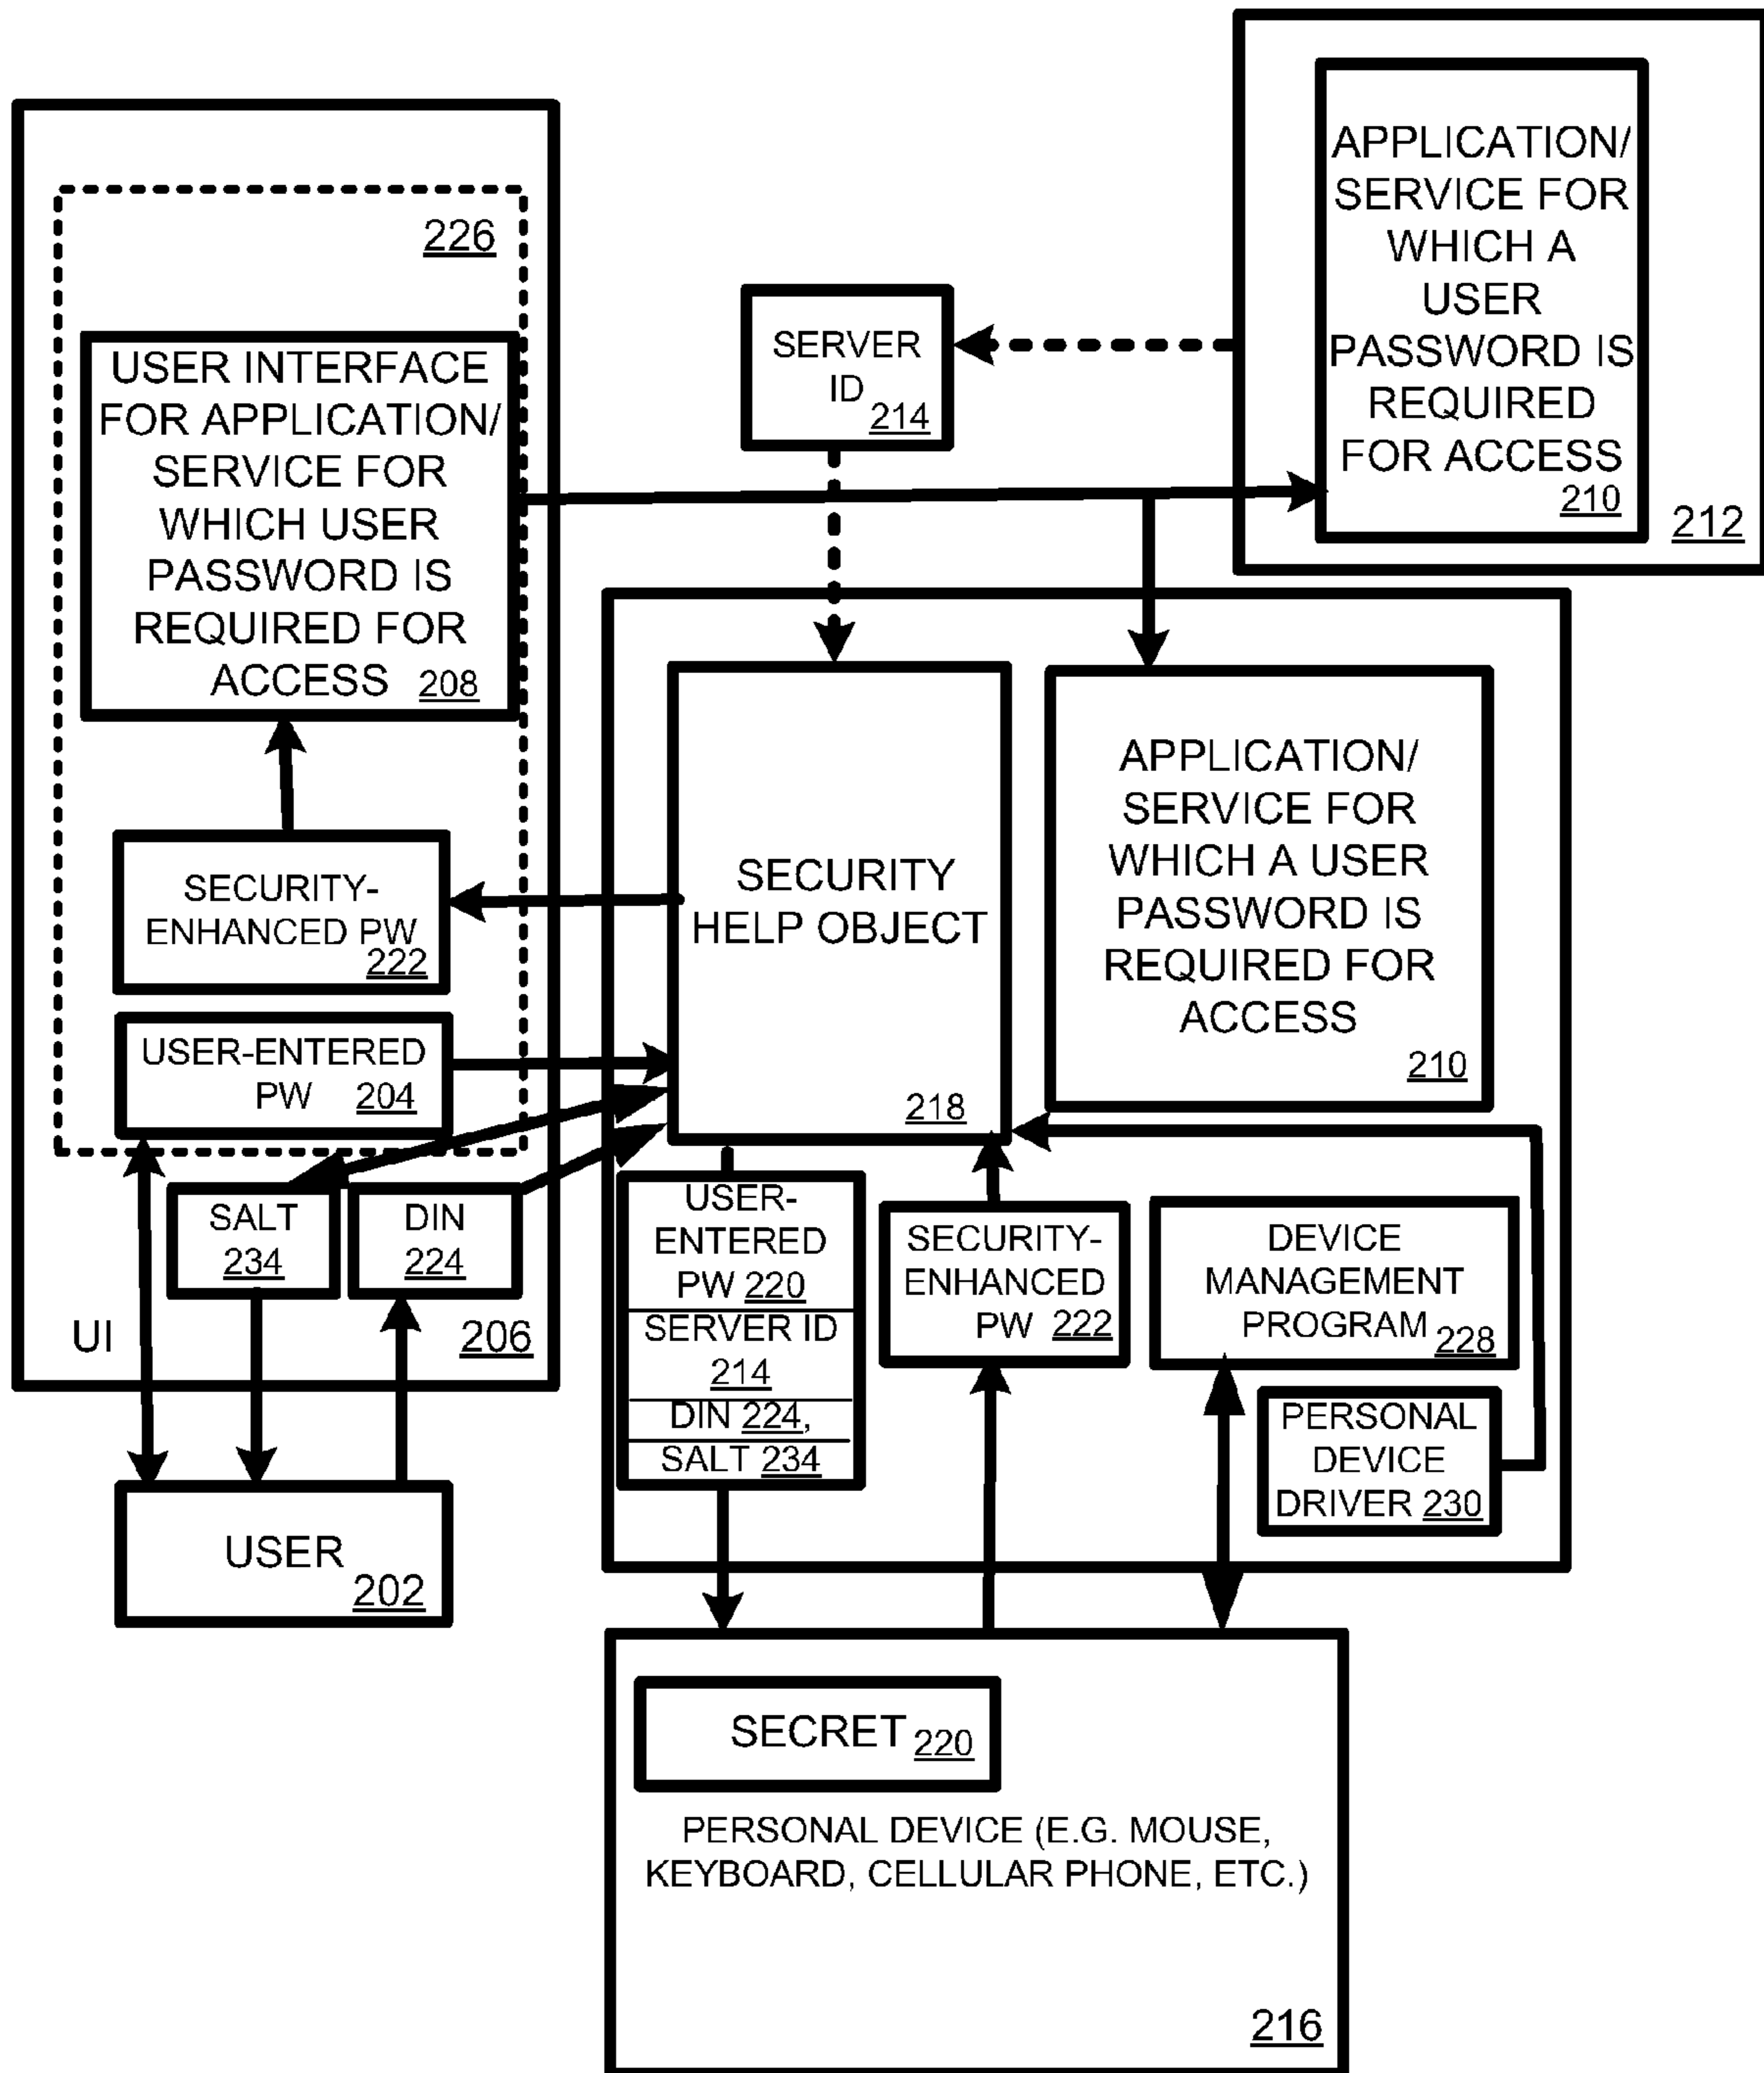 226
USER INTERFACE
FOR APPLICATION/
SERVICE FOR
WHICH USER
PASSWORD IS
REQUIRED FOR
ACCESS 208
SECURITY-
ENHANCED PW
222
USER-ENTERED
PW 204
SALT
234
DIN
224
UI
206
USER
202
SERVER
ID
214
APPLICATION/
SERVICE FOR
WHICH A
USER
PASSWORD IS
REQUIRED
FOR ACCESS
210
212
SECURITY
HELP OBJECT
218
APPLICATION/
SERVICE FOR
WHICH A USER
PASSWORD IS
REQUIRED FOR
ACCESS
210
USER-
ENTERED
PW 220
SERVER ID
214
DIN 224,
SALT 234
SECURITY-
ENHANCED
PW 222
DEVICE
MANAGEMENT
PROGRAM 228
PERSONAL
DEVICE
DRIVER 230
SECRET 220
PERSONAL DEVICE (E.G. MOUSE,
KEYBOARD, CELLULAR PHONE, ETC.)
216